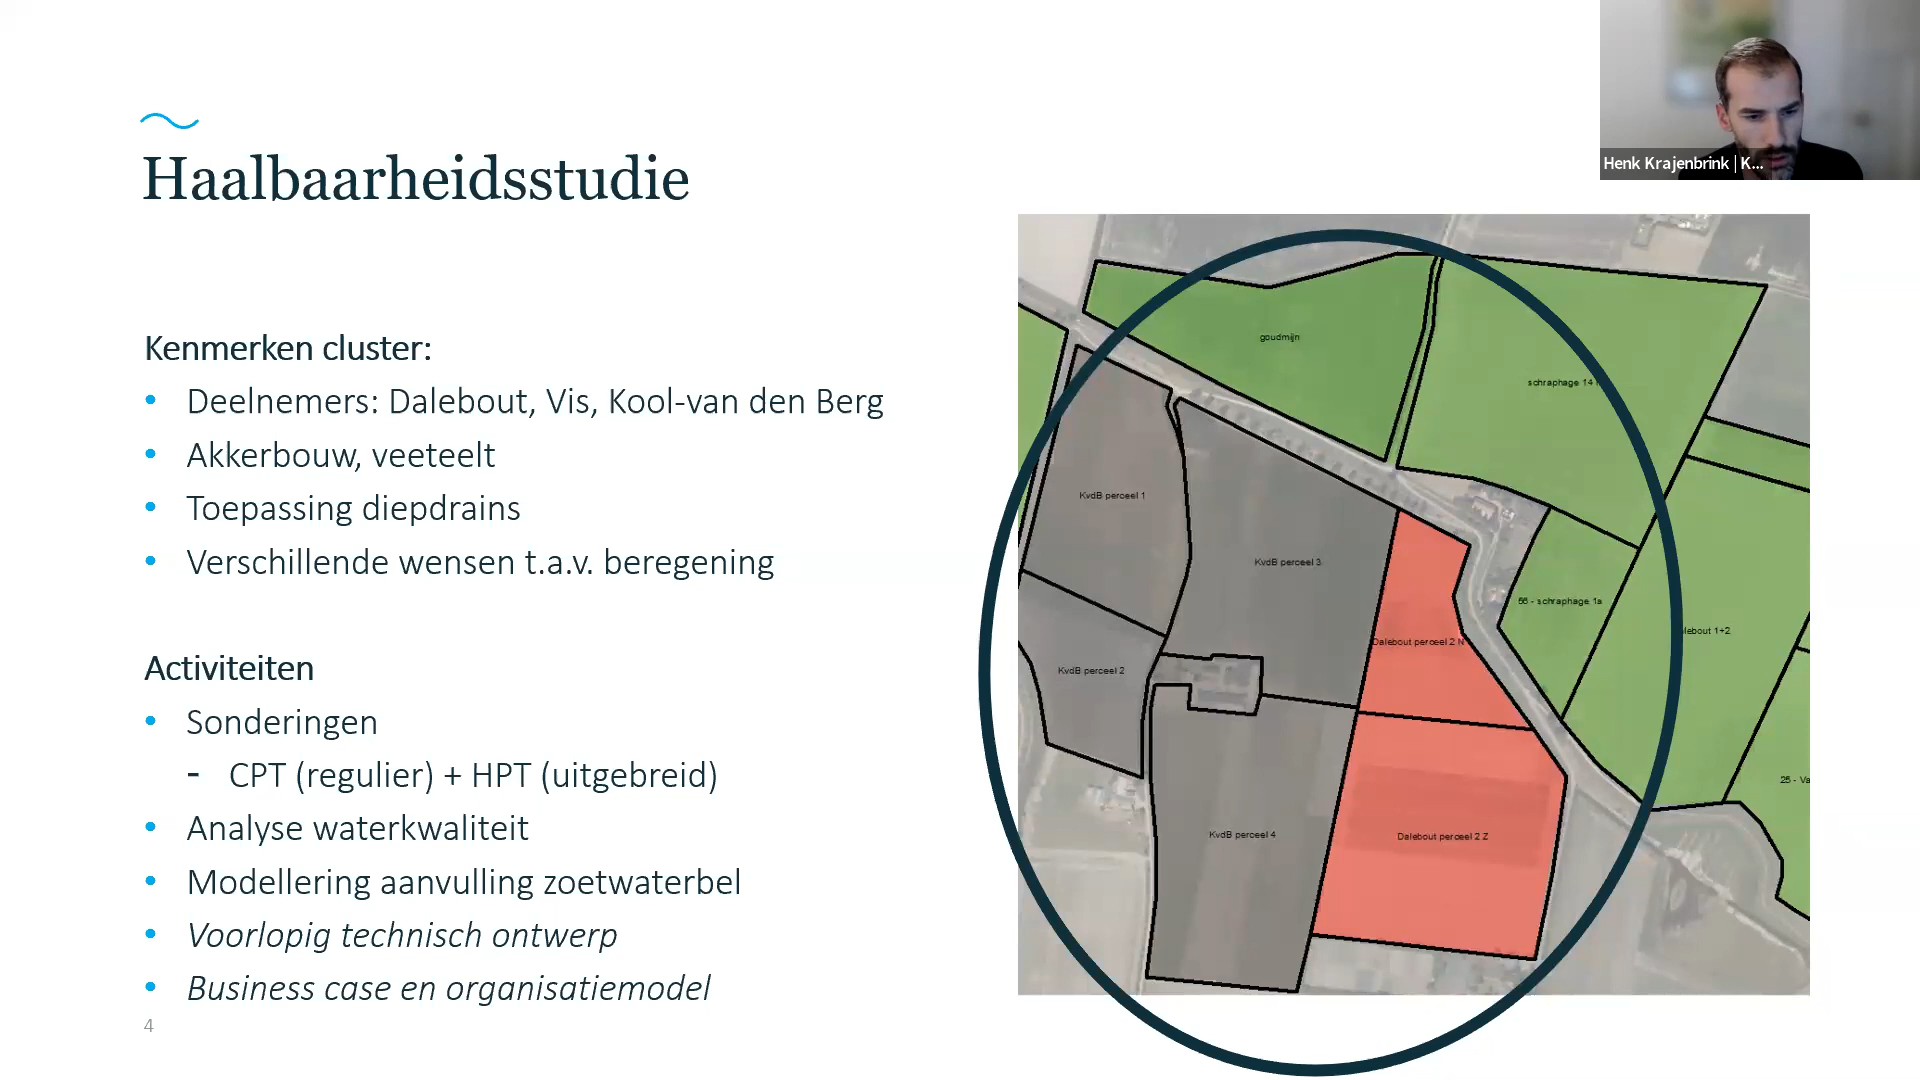 Henk Krajenbrink | K...
Haalbaarheidsstudie
Kenmerken cluster:
• Deelnemers: Dalebout, Vis, Kool-van den Berg
• Akkerbouw, veeteelt
• Toepassing diepdrains
• Verschillende wensen t.a.v. beregening
Activiteiten
• Sonderingen
- CPT (regulier) + HPT (uitgebreid)
• Analyse waterkwaliteit
• Modellering aanvulling zoetwaterbel
• Voorlopig technisch ontwerp
• Business case en organisatiemodel
4
goudmijn
schraphage 14
KvdB perceel 1
KvdB perceel 3
56 - schraphage 1a
lebout 1+2
Dalebout perceel 2 N
KvdB perceel 2
25 - Va
KvdB perceel 4
Dalebout perceel 2 Z